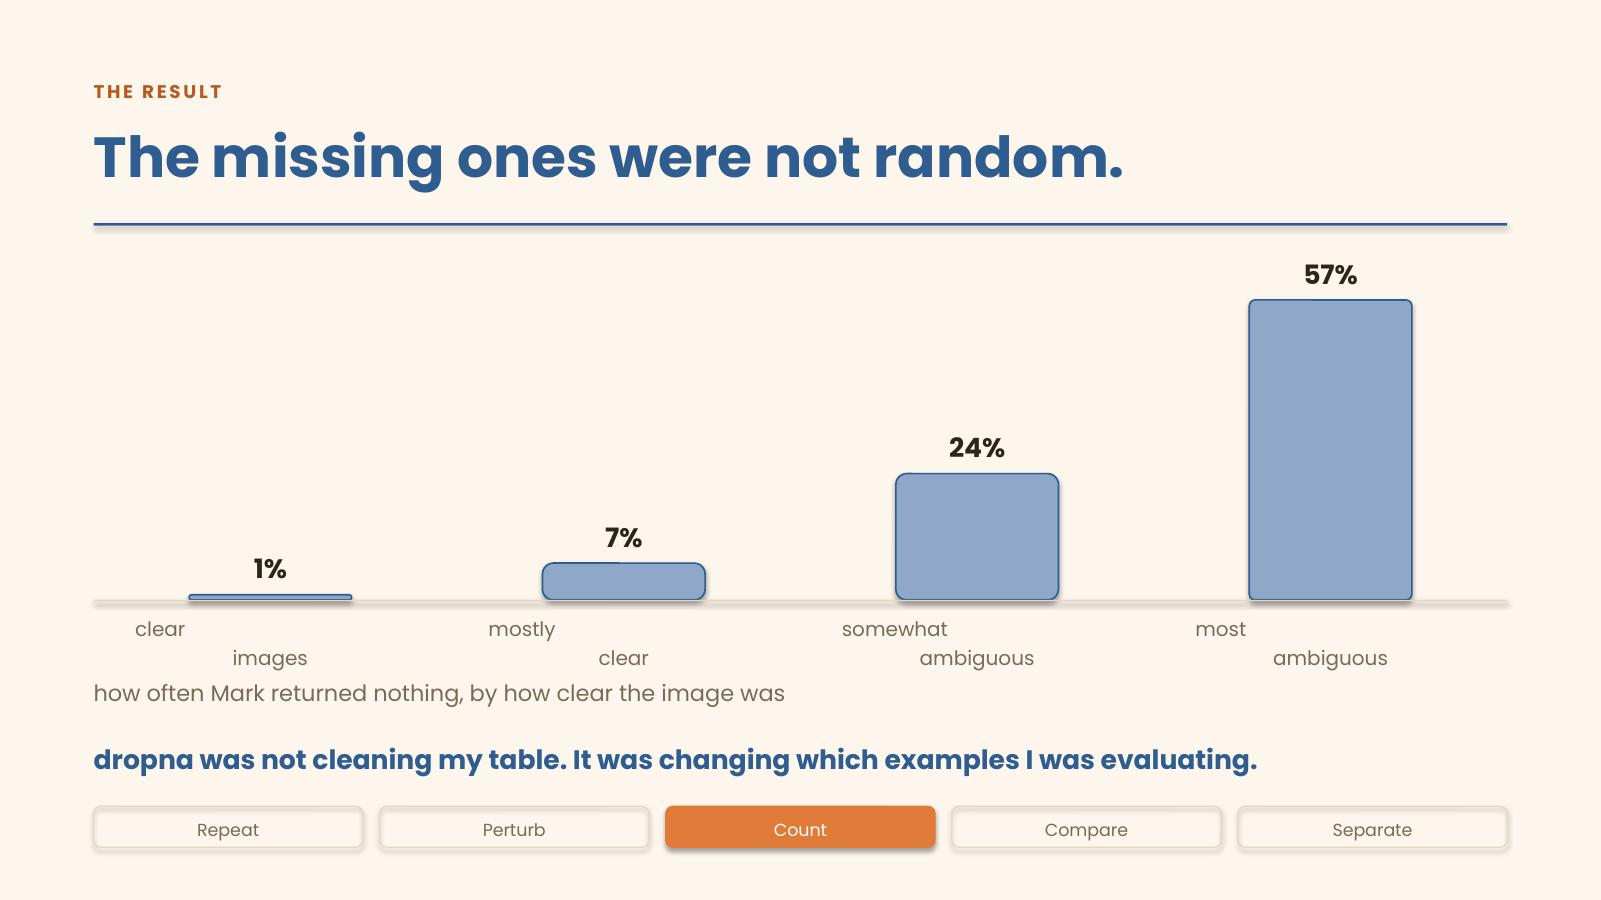 THE RESULT
The missing ones were not random.
57%
24%
7%
1%
clear mostly somewhat most
images clear ambiguous ambiguous
how often Mark returned nothing, by how clear the image was
dropna was not cleaning my table. It was changing which examples I was evaluating.
Repeat Perturb Count Compare Separate